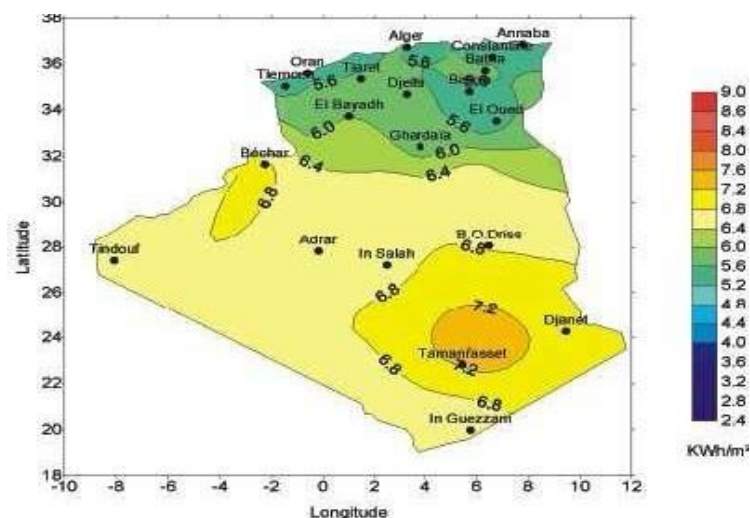 38
36
34
32
30
28
26
24
22
20
18
Latitude
-10 -8 -6 -4 -2 0 2 4 6 8 10 12
Longitude
Alger
Annaba
Constantine
Oran
Tiaret
5.6
Batna
Tlemcen
5.6
Djelfa
El Bayadh
El Oued
5.6
6.0
Ghardaïa
6.0
Béchar
6.4
6.4
6.8
Tindouf
Adrar
In Salah
B.O.Driss
6.8
6.8
7.2
Djanet
Tamanrasset
7.2
6.8
6.8
In Guezzam
9.0
8.6
8.4
8.0
7.6
7.2
6.8
6.4
6.0
5.6
5.2
4.8
4.4
4.0
3.6
3.2
2.8
2.4
KWh/m²